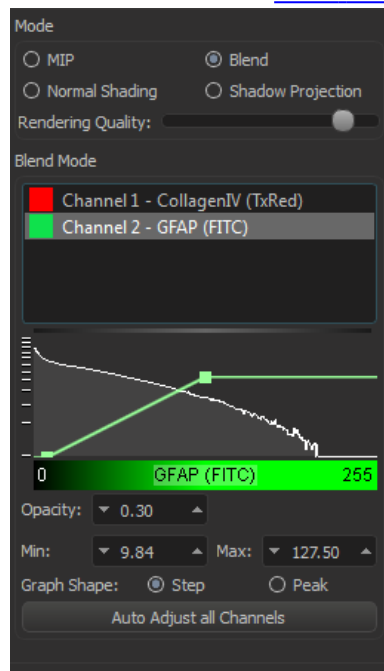 Mode
MIP Blend
Normal Shading Shadow Projection
Rendering Quality:
Blend Mode
Channel 1 - CollagenIV (TxRed)
Channel 2 - GFAP (FITC)
0 GFAP (FITC) 255
Opacity: 0.30
Min: 9.84 Max: 127.50
Graph Shape: Step Peak
Auto Adjust all Channels